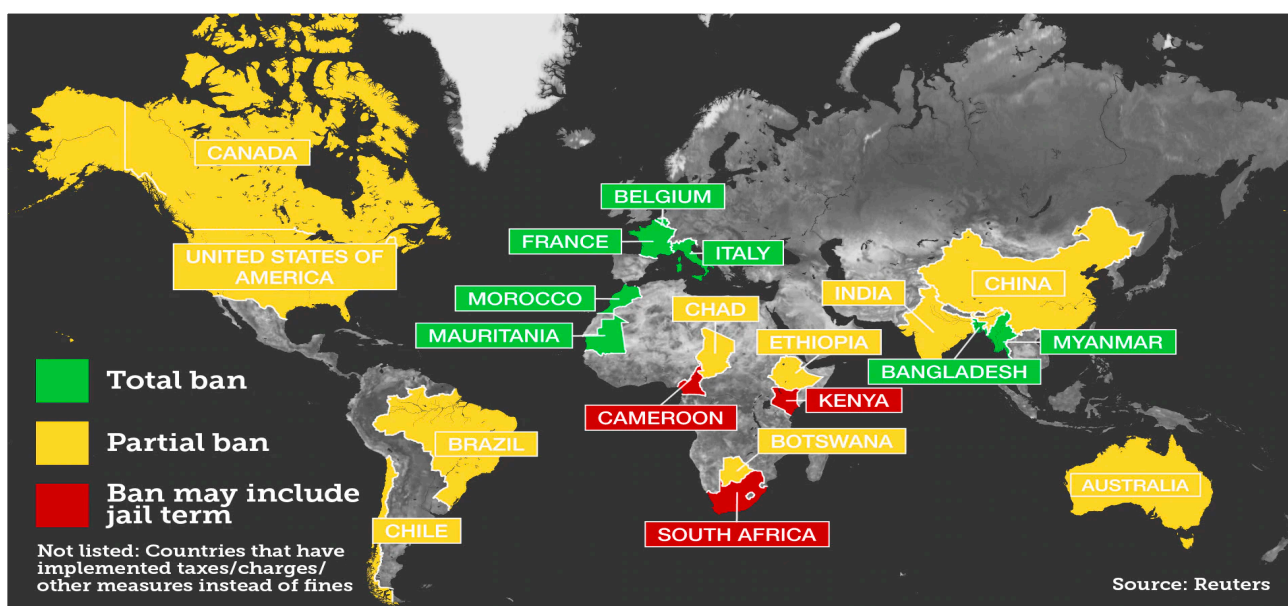 CANADA
UNITED STATES OF
AMERICA
BELGIUM
FRANCE
ITALY
MOROCCO
MAURITANIA
CHAD
INDIA
CHINA
ETHIOPIA
MYANMAR
BANGLADESH
CAMEROON
KENYA
BOTSWANA
BRAZIL
AUSTRALIA
CHILE
SOUTH AFRICA
Total ban
Partial ban
Ban may include
jail term
Not listed: Countries that have
implemented taxes/charges/
other measures instead of fines
Source: Reuters